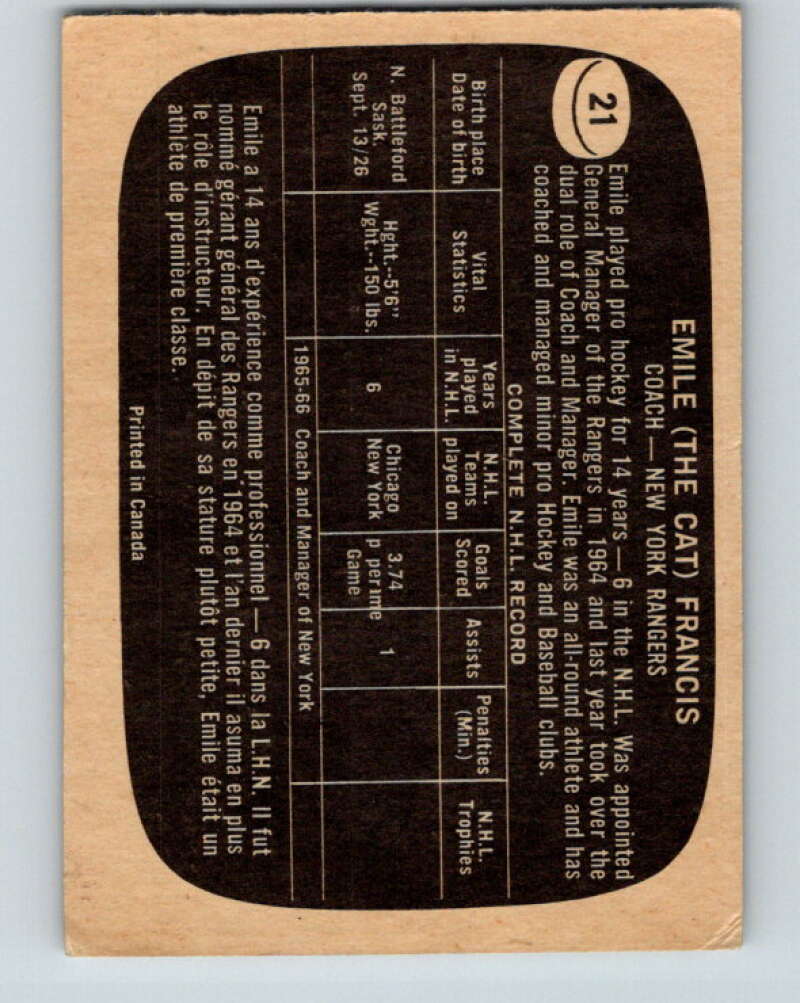 EMILE (THE CAT) FRANCIS
COACH — NEW YORK RANGERS
21
Emile played pro hockey for 14 years — 6 in the N.H.L. Was appointed
General Manager of the Rangers in 1964 and last year took over the
dual role of Coach and Manager. Emile was an all-round athlete and has
coached and managed minor pro Hockey and Baseball clubs.
COMPLETE N.H.L. RECORD
Birth place
Date of birth
Vital
Statistics
Years
played
in N.H.L.
N.H.L.
Teams
played on
Goals
Scored
Assists
Penalties
(Min.)
N.H.L.
Trophies
N. Battleford
Sask.
Sept. 13/26
Hght.--5'6"
Wght.--150 lbs.
6
Chicago
New York
3.74
p per me
Game
1
1965-66 Coach and Manager of New York
Emile a 14 ans d'expérience comme professionnel — 6 dans la L.H.N. Il fut
nommé gérant général des Rangers en 1964 et l'an dernier il asuma en plus
le rôle d'instructeur. En dépit de sa stature plutôt petite, Emile était un
athlète de première classe.
Printed in Canada